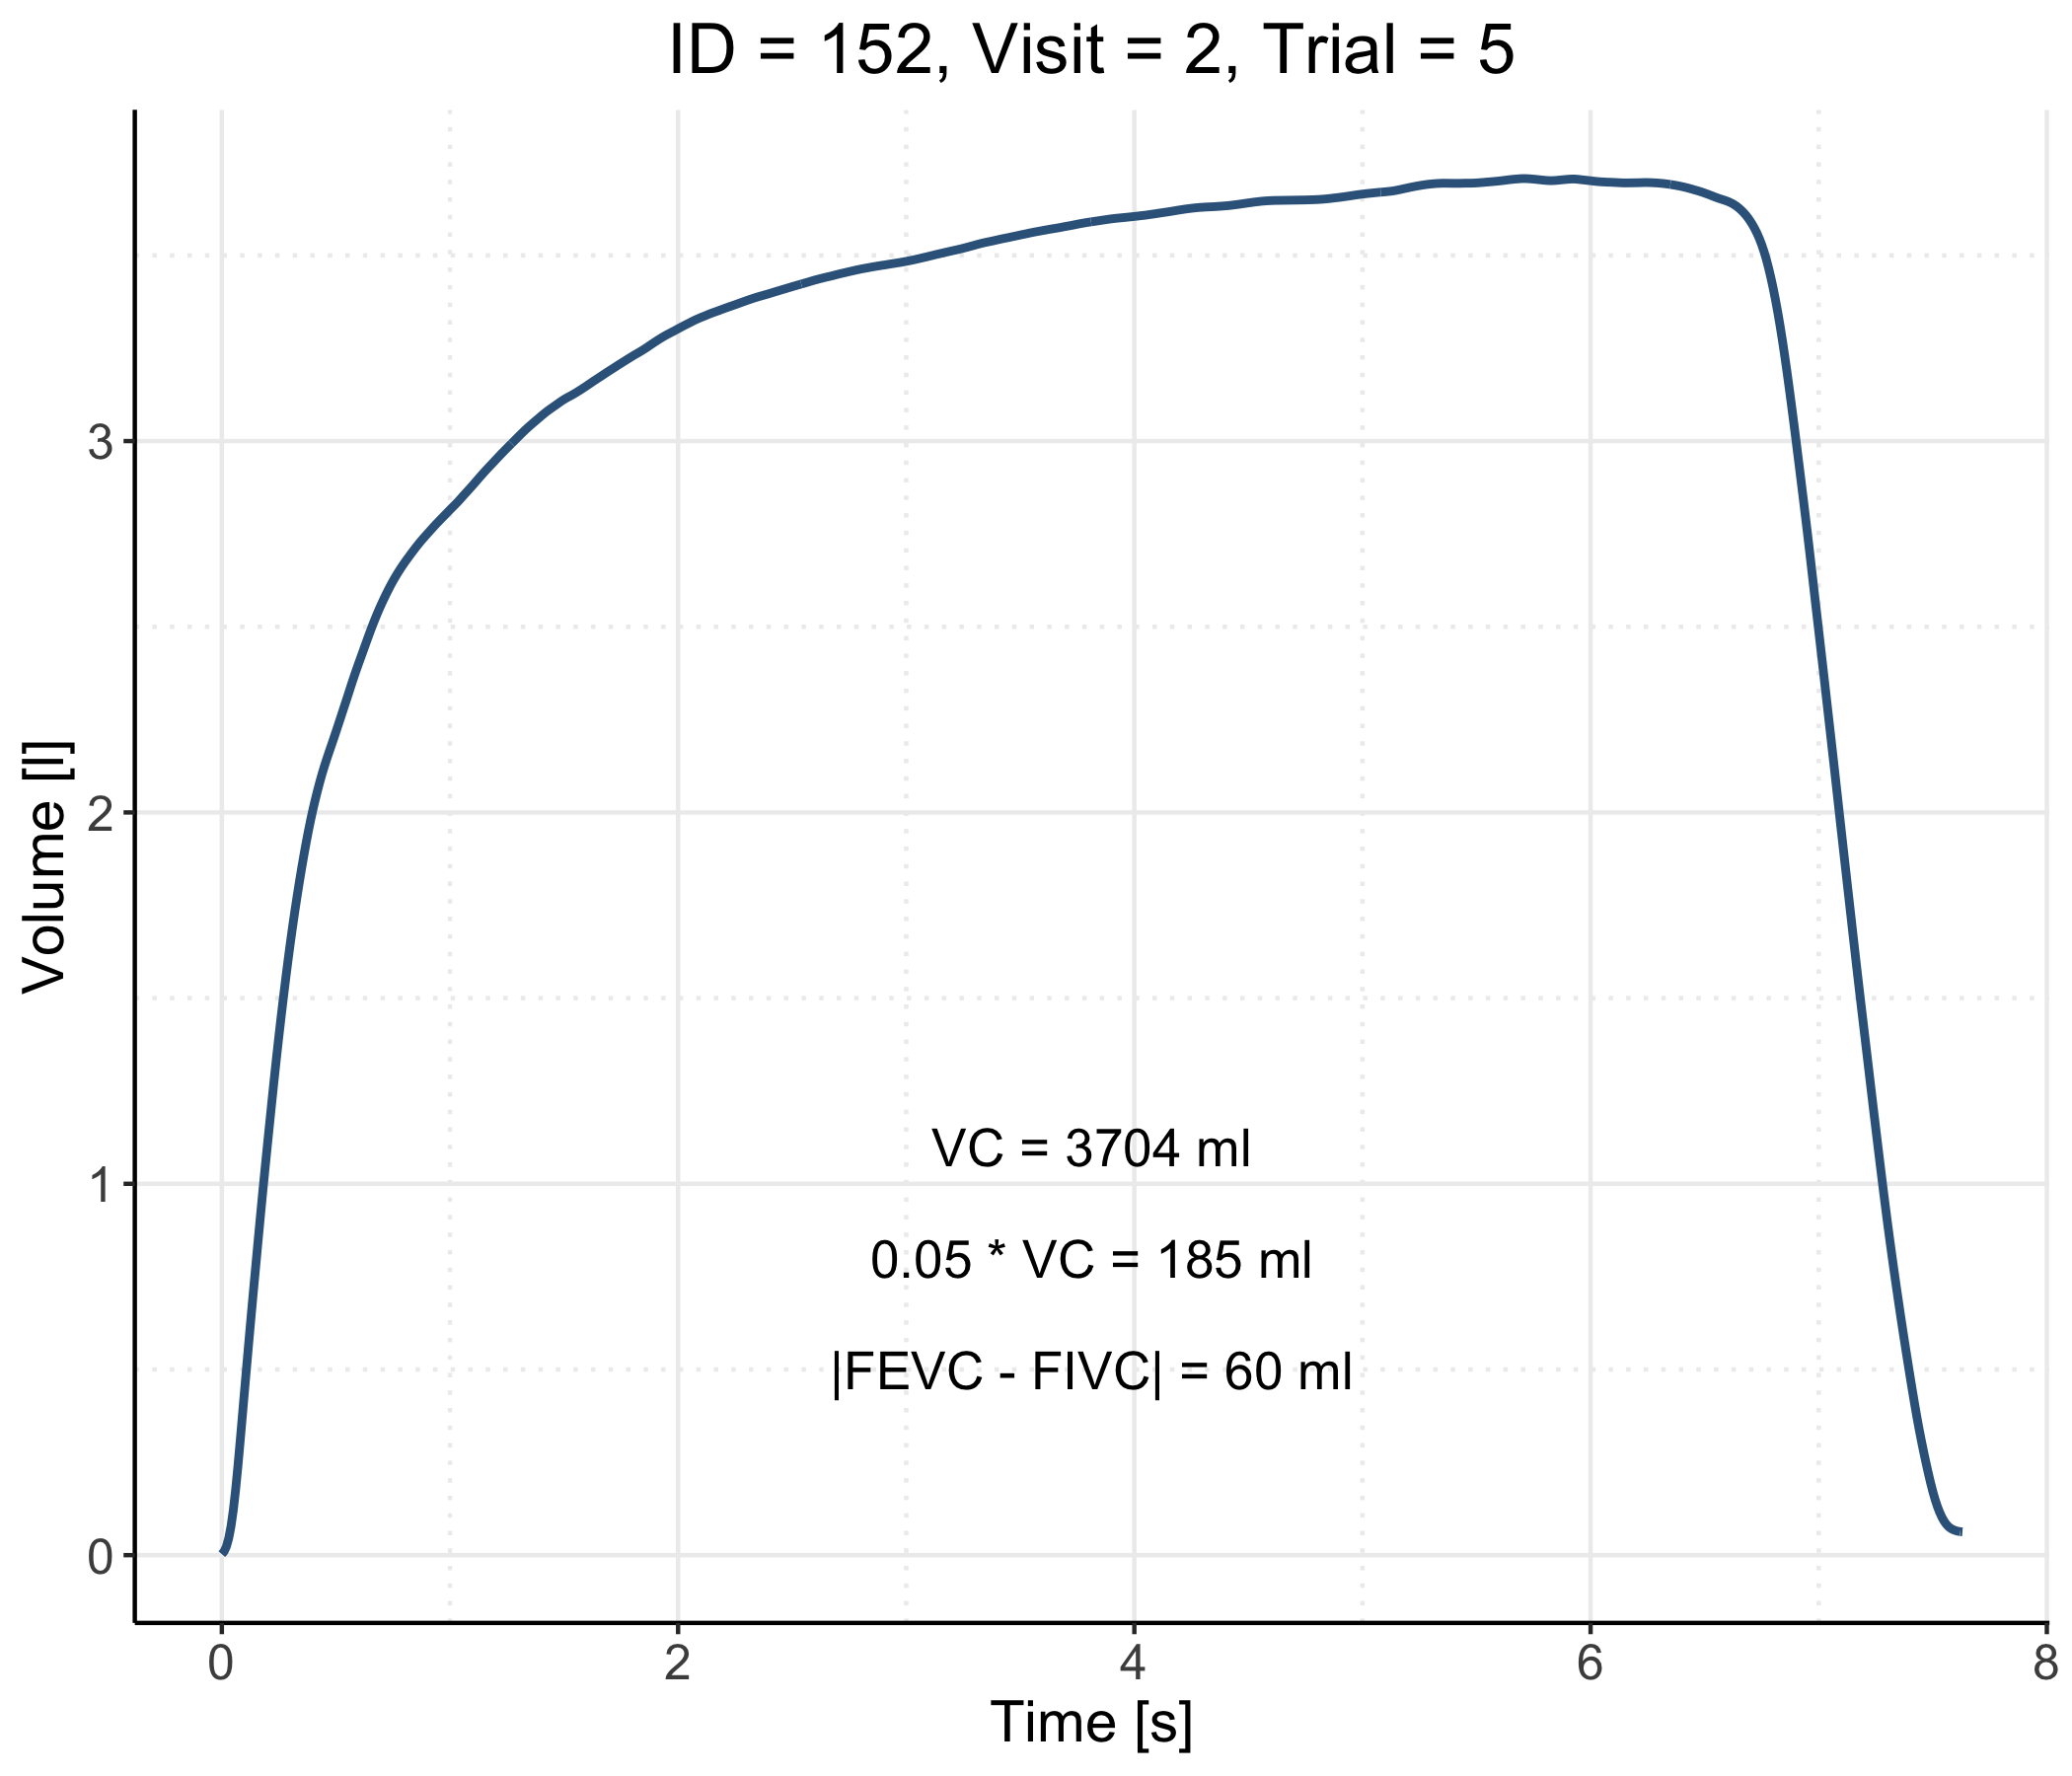 ID = 152, Visit = 2, Trial = 5
Volume [l]
3
2
1
0
VC = 3704 ml
0.05 * VC = 185 ml
|FEVC - FIVC| = 60 ml
0 2 4 6 8
Time [s]